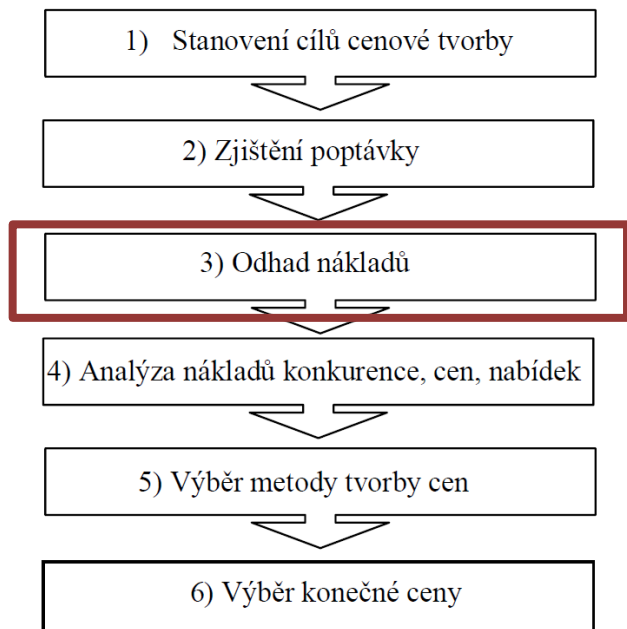 1) Stanovení cílů cenové tvorby
2) Zjištění poptávky
3) Odhad nákladů
4) Analýza nákladů konkurence, cen, nabídek
5) Výběr metody tvorby cen
6) Výběr konečné ceny